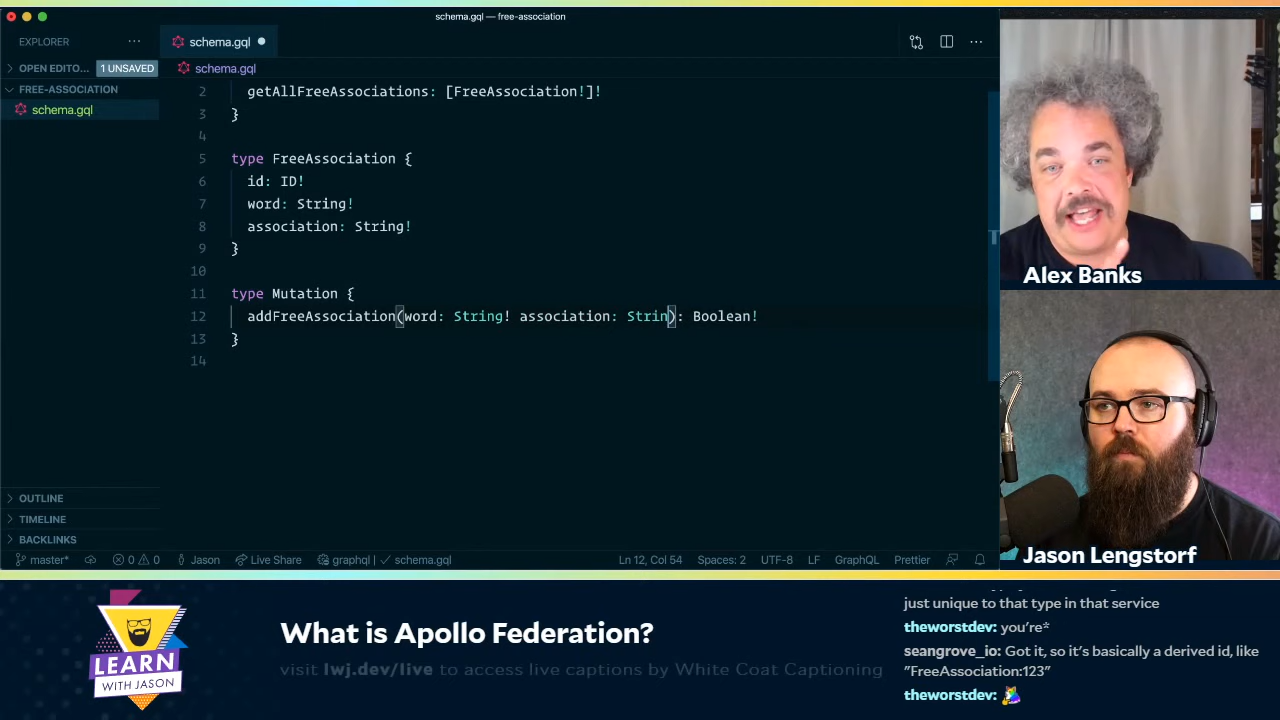 schema.gql — free-association
EXPLORER ···
schema.gql ●
OPEN EDITO... 1 UNSAVED
schema.gql
FREE-ASSOCIATION
schema.gql
2 getAllFreeAssociations: [FreeAssociation!]!
3 }
4
5 type FreeAssociation {
6 id: ID!
7 word: String!
8 association: String!
9 }
10
11 type Mutation {
12 addFreeAssociation(word: String! association: Strin): Boolean!
13 }
14
OUTLINE
TIMELINE
BACKLINKS
master* 0 0 Jason Live Share graphql | ✓ schema.gql Ln 12, Col 54 Spaces: 2 UTF-8 LF GraphQL Prettier
Alex Banks
Jason Lengstorf
LEARN
WITH JASON
What is Apollo Federation?
visit lwj.dev/live to access live captions by White Coat Captioning
just unique to that type in that service
theworstdev: you're*
seangrove_io: Got it, so it's basically a derived id, like
"FreeAssociation:123"
theworstdev: